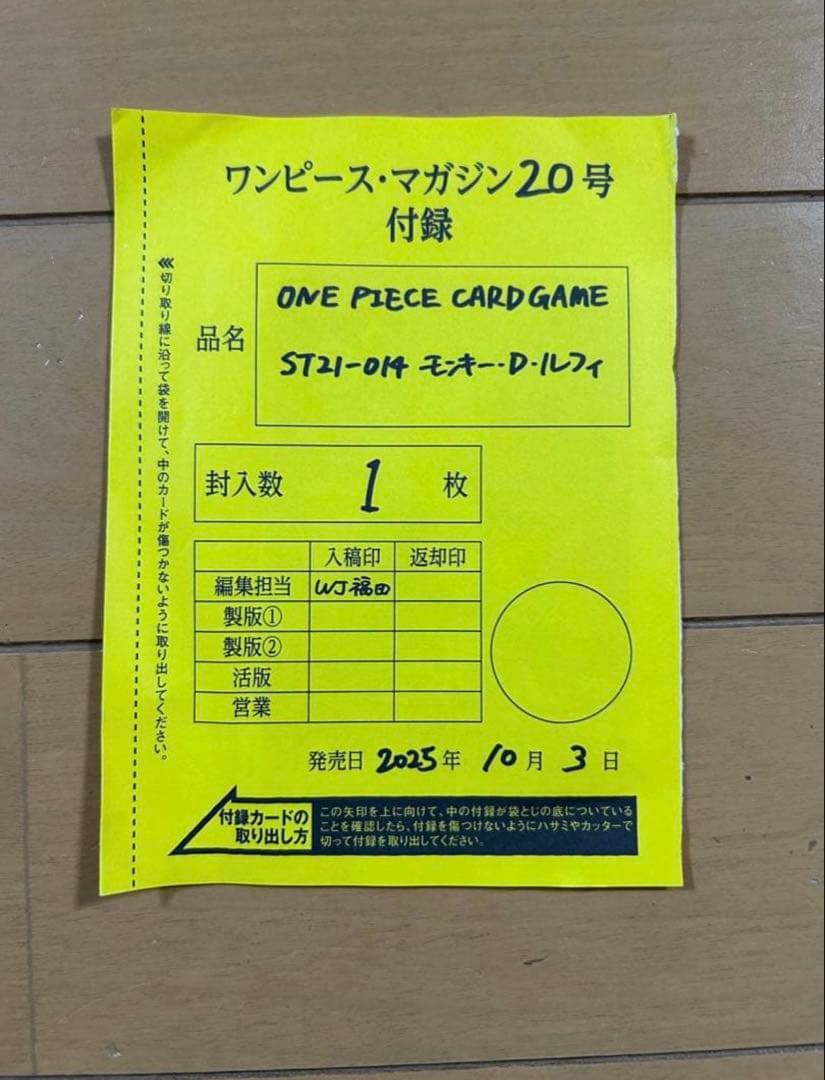 ワンピース・マガジン20号
付録
品名
ONE PIECE CARD GAME
ST21-014 モンキー・D・ルフィ
封入数 1 枚
入稿印 返却印
編集担当 WJ福田
製版①
製版②
活版
営業
発売日 2025年 10月 3日
付録カードの
取り出し方
この矢印を上に向けて、中の付録が袋とじの底についている
ことを確認したら、付録を傷つけないようにハサミやカッターで
切って付録を取り出してください。
≪切り取り線に沿って袋を開けて、中のカードが傷つかないように取り出してください。